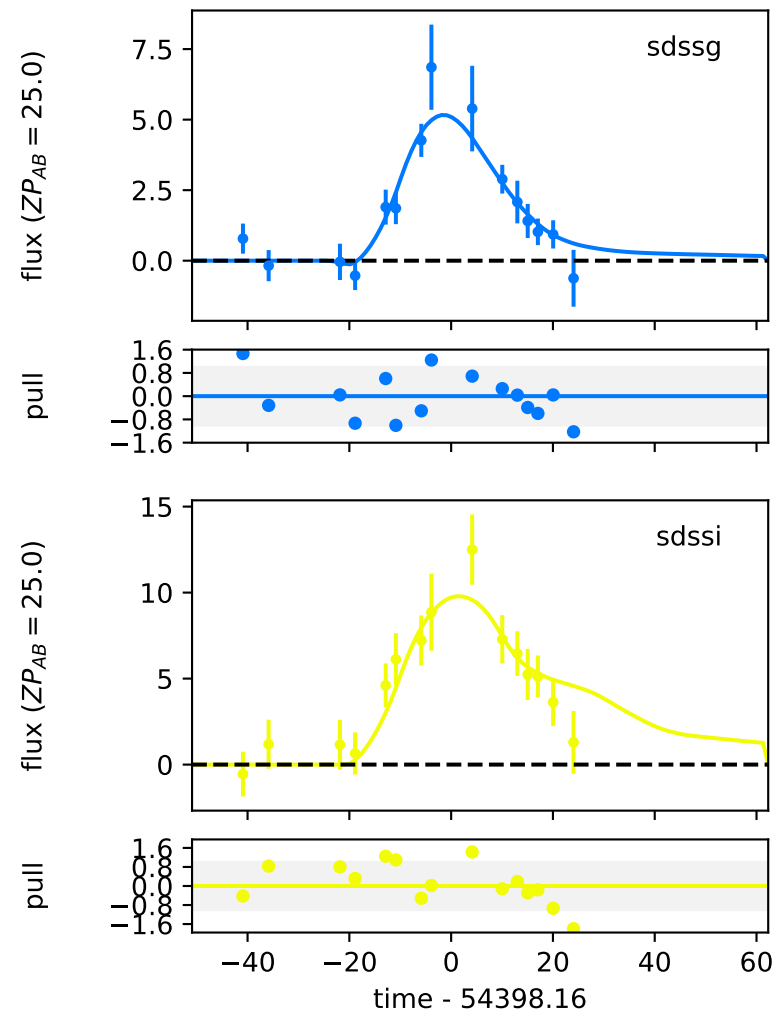 sdssg
flux (ZP_AB = 25.0)
7.5
5.0
2.5
0.0
pull
1.6
0.8
0.0
−0.8
−1.6
sdssi
flux (ZP_AB = 25.0)
15
10
5
0
pull
1.6
0.8
0.0
−0.8
−1.6
−40 −20 0 20 40 60
time - 54398.16